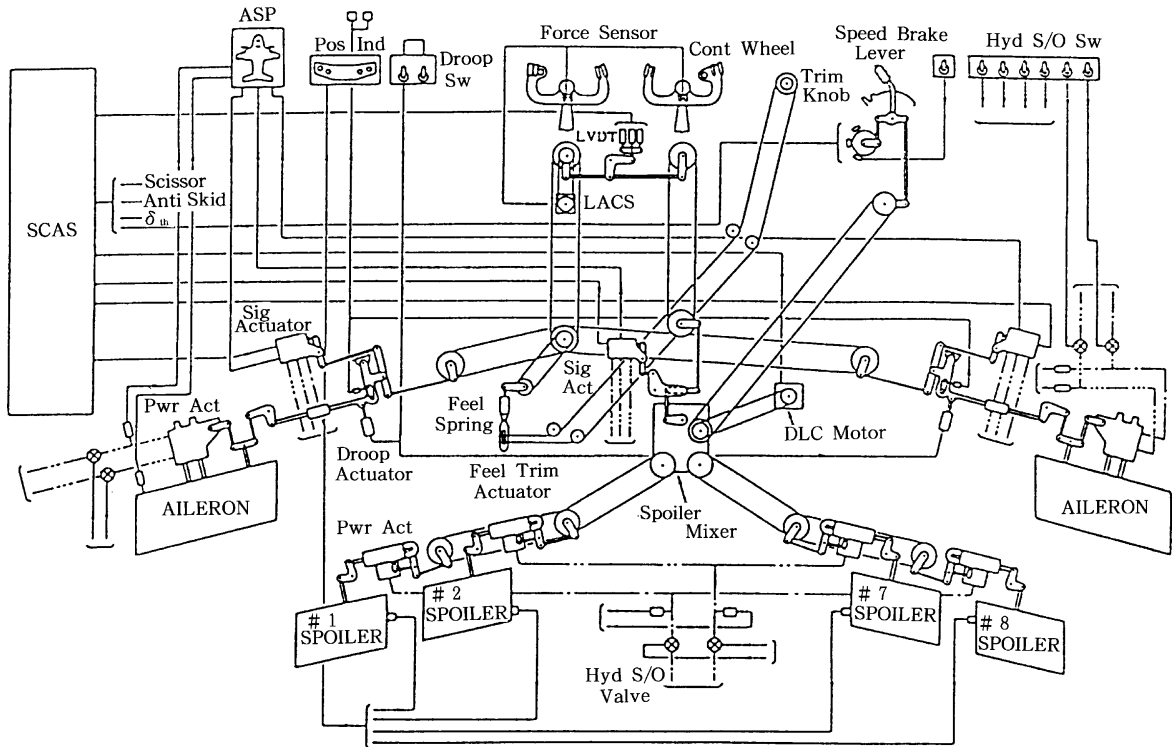 ASP
Pos Ind
Droop
Sw
Force Sensor
Cont Wheel
Trim
Knob
Speed Brake
Lever
Hyd S/O Sw
LVDT
LACS
SCAS
Scissor
Anti Skid
δ th
Sig
Actuator
Pwr Act
Sig
Act
Feel
Spring
Droop
Actuator
Feel Trim
Actuator
DLC Motor
AILERON
AILERON
Spoiler
Mixer
Pwr Act
# 1
SPOILER
# 2
SPOILER
# 7
SPOILER
# 8
SPOILER
Hyd S/O
Valve